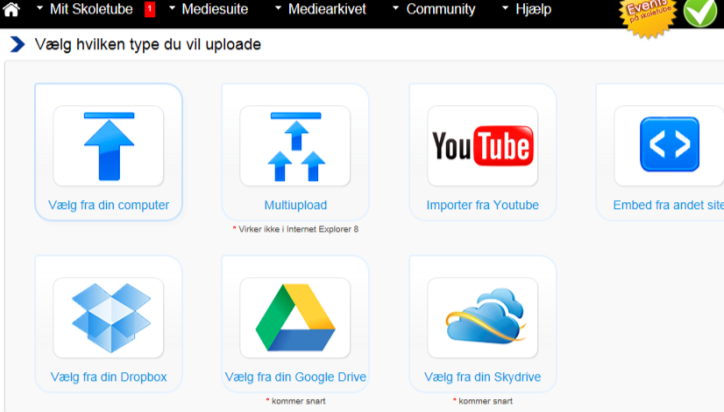 Mit Skoletube 1 Mediesuite Mediearkivet Community Hjælp
Events
på skoletube
Vælg hvilken type du vil uploade
YouTube
Vælg fra din computer
Multiupload
Importer fra Youtube
Embed fra andet site
* Virker ikke i Internet Explorer 8
Vælg fra din Dropbox
Vælg fra din Google Drive
Vælg fra din Skydrive
* kommer snart
* kommer snart